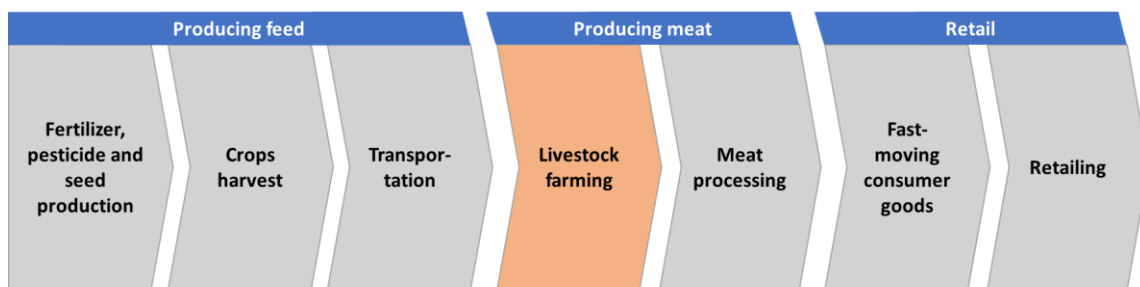 Producing feed
Producing meat
Retail
Fertilizer,
pesticide and
seed
production
Crops
harvest
Transpor-
tation
Livestock
farming
Meat
processing
Fast-
moving
consumer
goods
Retailing